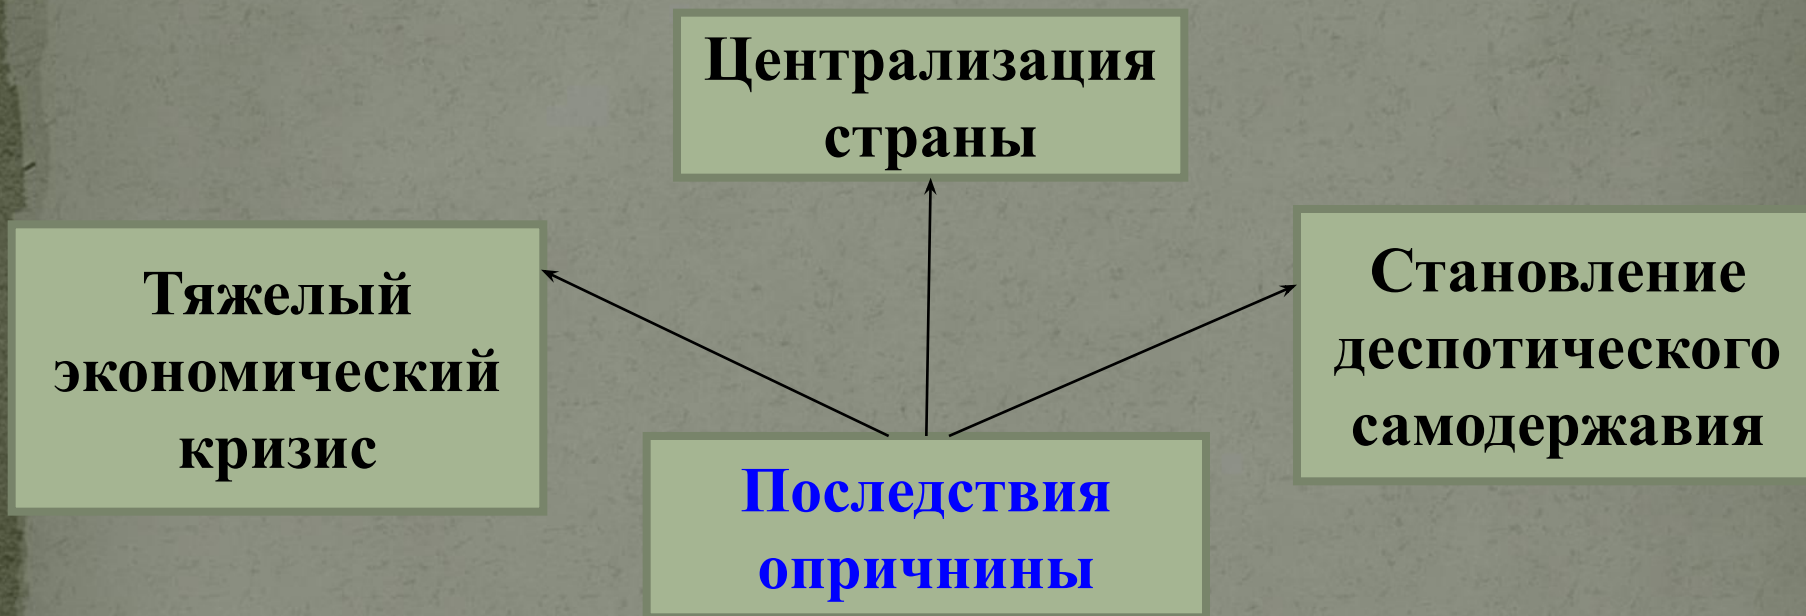 Централизация
страны
Тяжелый
экономический
кризис
Становление
деспотического
самодержавия
Последствия
опричнины